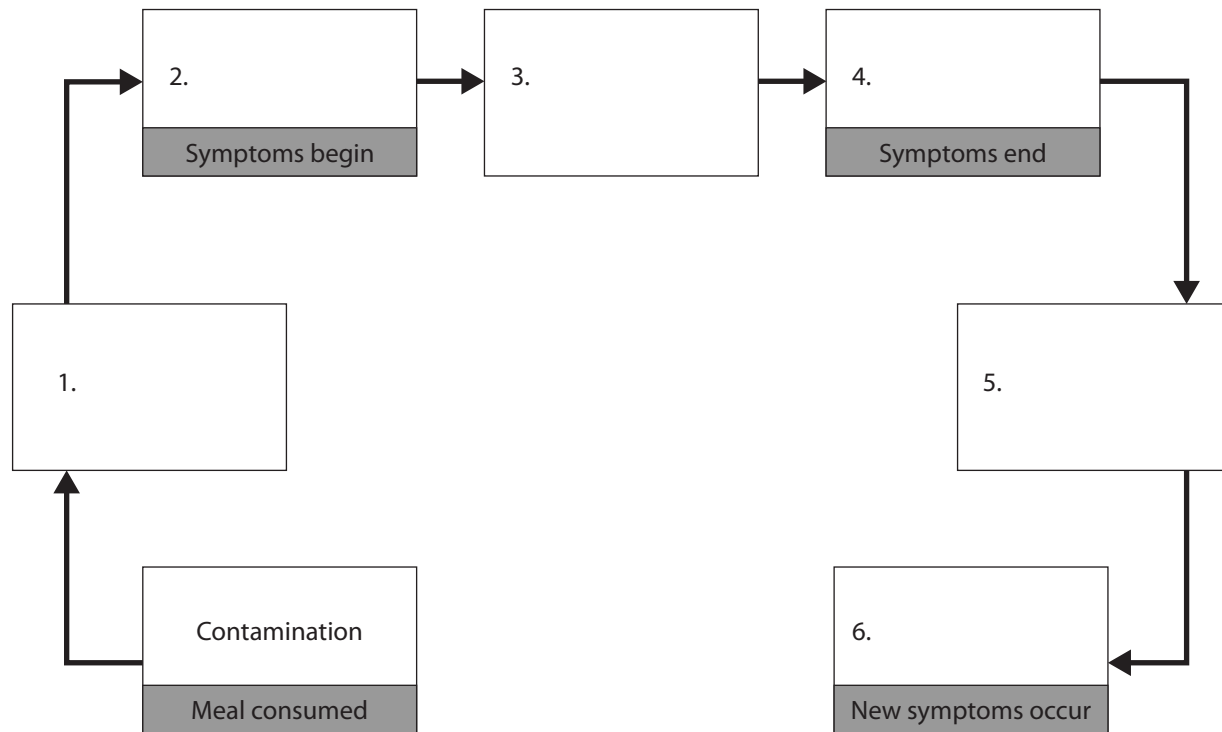 2.
Symptoms begin
3.
4.
Symptoms end
1.
5.
Contamination
Meal consumed
6.
New symptoms occur